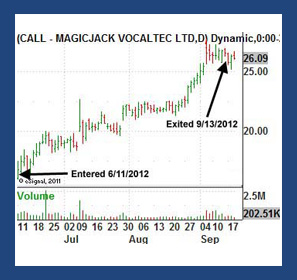 (CALL - MAGICJACK VOCALTEC LTD,D) Dynamic,0:00-
26.09
25.00
Exited 9/13/2012
20.00
Entered 6/11/2012
© eSignal, 2011
Volume
2.5M
202.51K
11 18 25 02 09 16 23 30 06 13 20 27 04 10 17
Jul Aug Sep